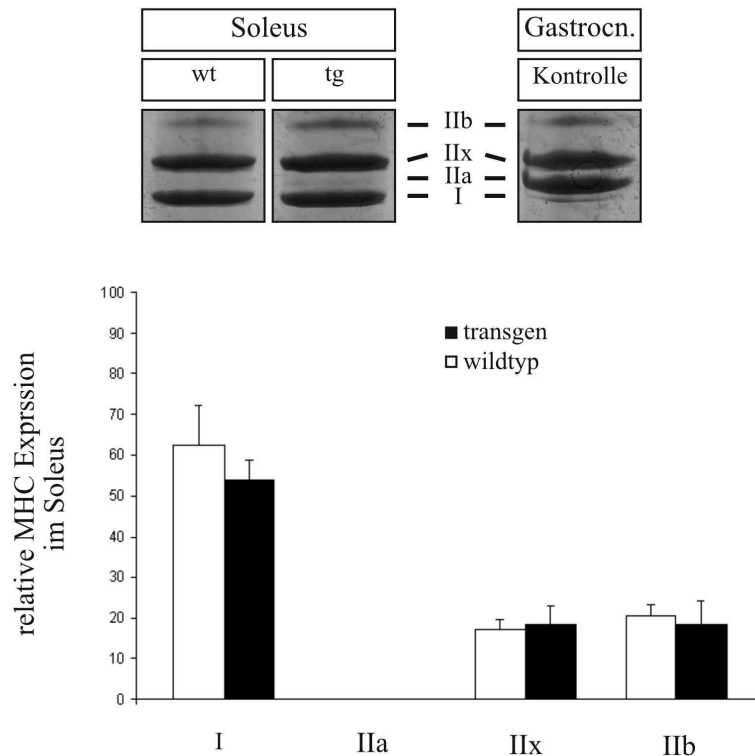 Soleus
Gastrocn.
wt
tg
Kontrolle
IIb
IIx
IIa
I
100
90
80
70
60
50
40
30
20
10
0
relative MHC Exprssion
im Soleus
transgen
wildtyp
I
IIa
IIx
IIb